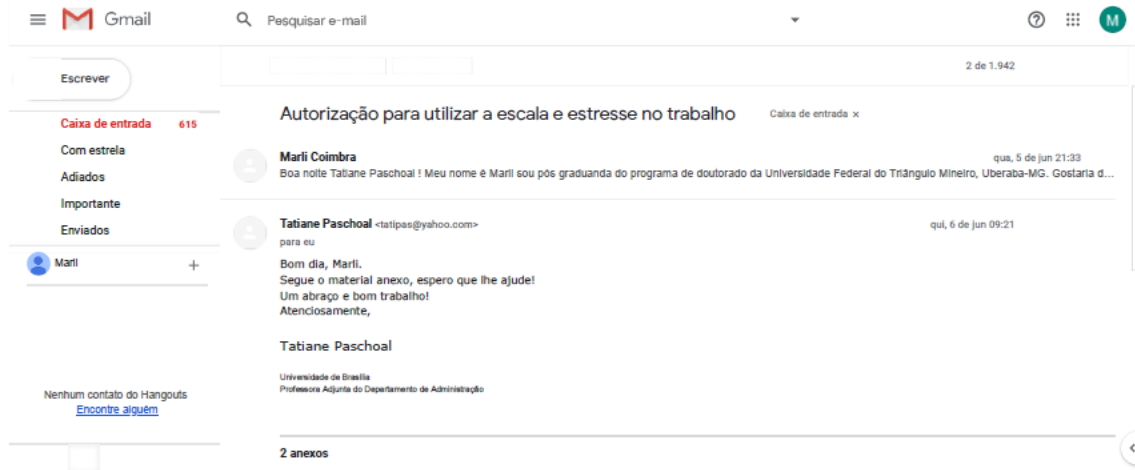 Gmail
Pesquisar e-mail
M
Escrever
2 de 1.942
Caixa de entrada 615
Com estrela
Adiados
Importante
Enviados
Marli
Nenhum contato do Hangouts
Encontre alguém
Autorização para utilizar a escala e estresse no trabalho Caixa de entrada x
Marli Coimbra qua, 5 de jun 21:33
Boa noite Tatiane Paschoal ! Meu nome é Marli sou pós graduanda do programa de doutorado da Universidade Federal do Triângulo Mineiro, Uberaba-MG. Gostaria d...
Tatiane Paschoal <tatipas@yahoo.com> qui, 6 de jun 09:21
para eu
Bom dia, Marli.
Segue o material anexo, espero que lhe ajude!
Um abraço e bom trabalho!
Atenciosamente,
Tatiane Paschoal
Universidade de Brasília
Professora Adjunta do Departamento de Administração
2 anexos